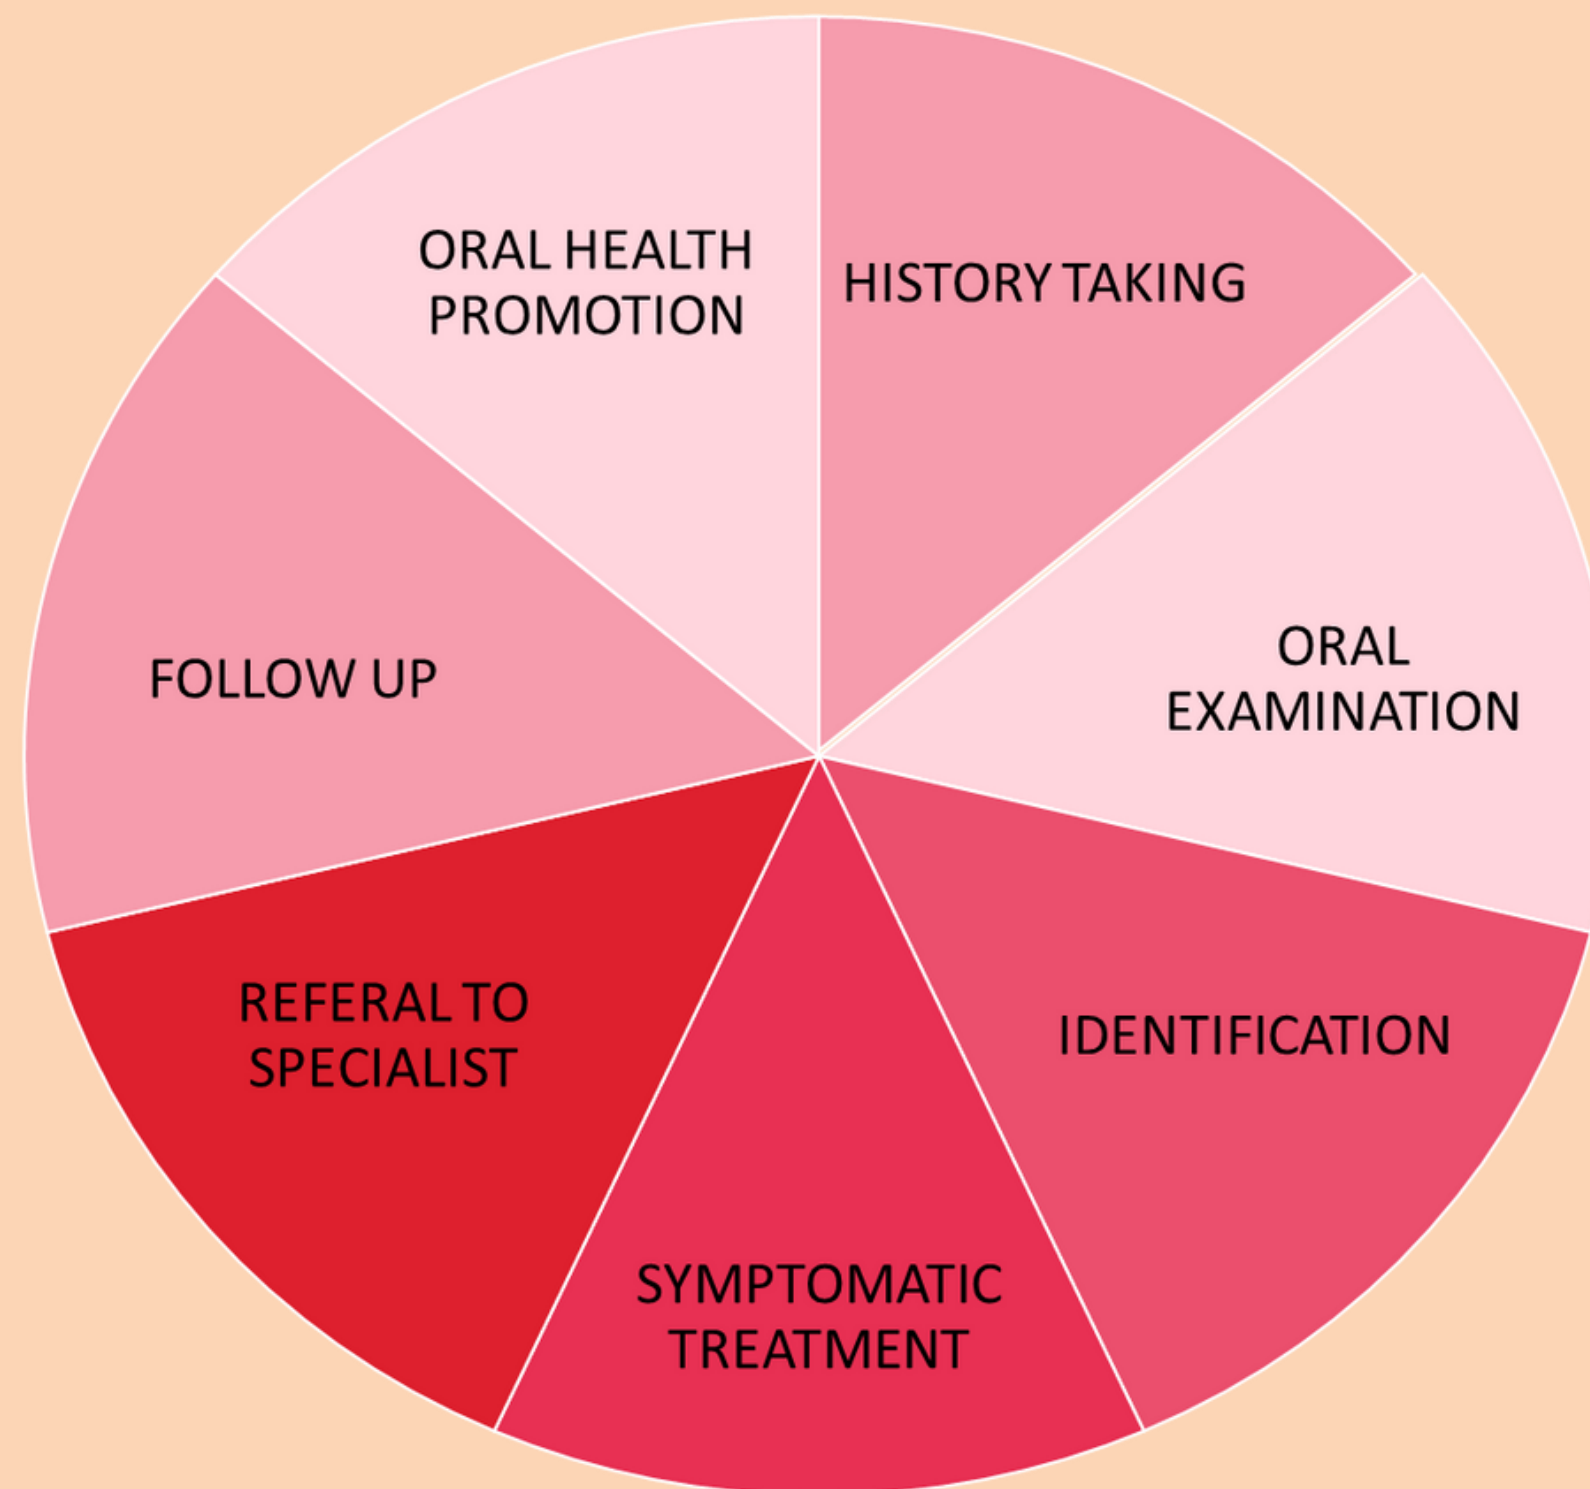 HISTORY TAKING
ORAL
EXAMINATION
IDENTIFICATION
SYMPTOMATIC
TREATMENT
REFERAL TO
SPECIALIST
FOLLOW UP
ORAL HEALTH
PROMOTION